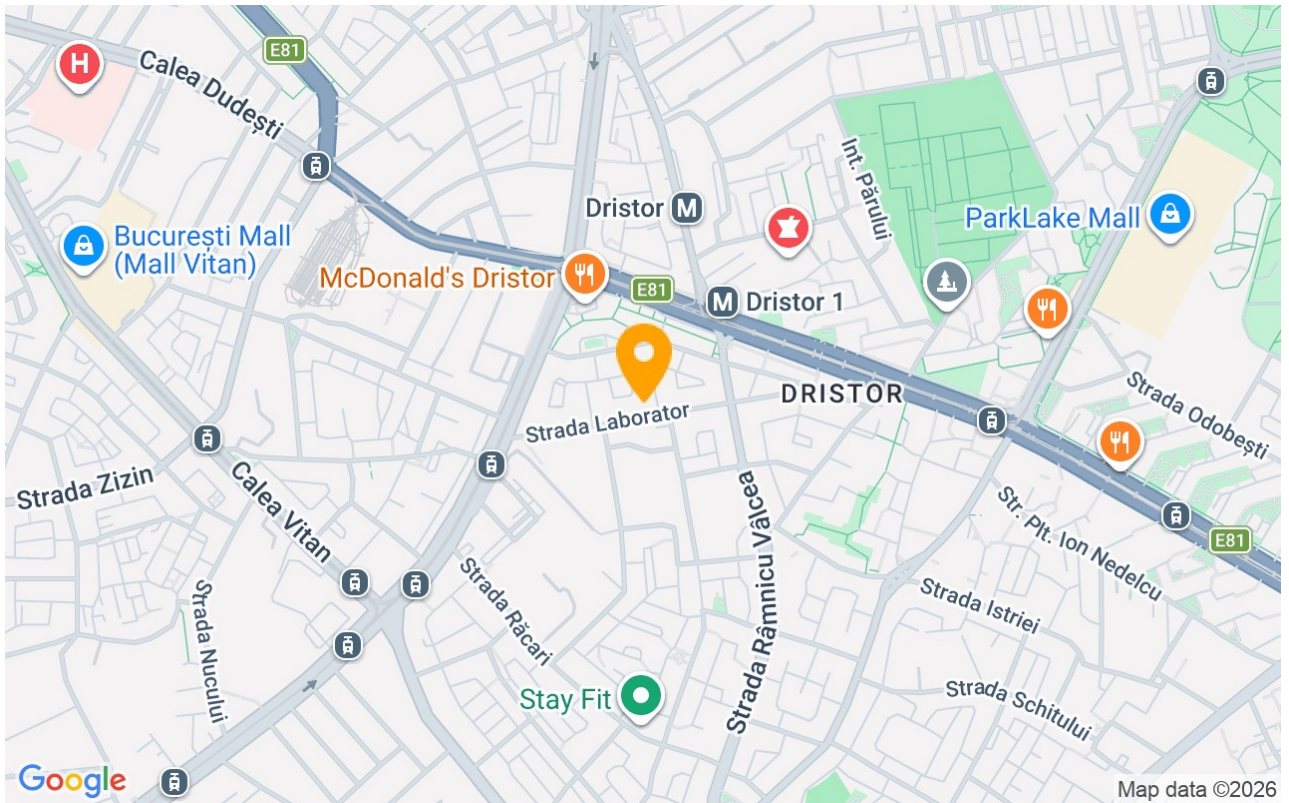 E81
H
Calea Dudești
Int. Părului
Dristor M
ParkLake Mall
București Mall
(Mall Vitan)
McDonald's Dristor
E81
M Dristor 1
DRISTOR
Strada Odobești
Strada Laborator
Strada Zizin
Calea Vitan
Strada Râmnicu Vâlcea
Str. Plt. Ion Nedelcu
E81
Strada Răcari
Strada Nucului
Strada Istriei
Strada Schitului
Stay Fit
Google
Map data ©2026